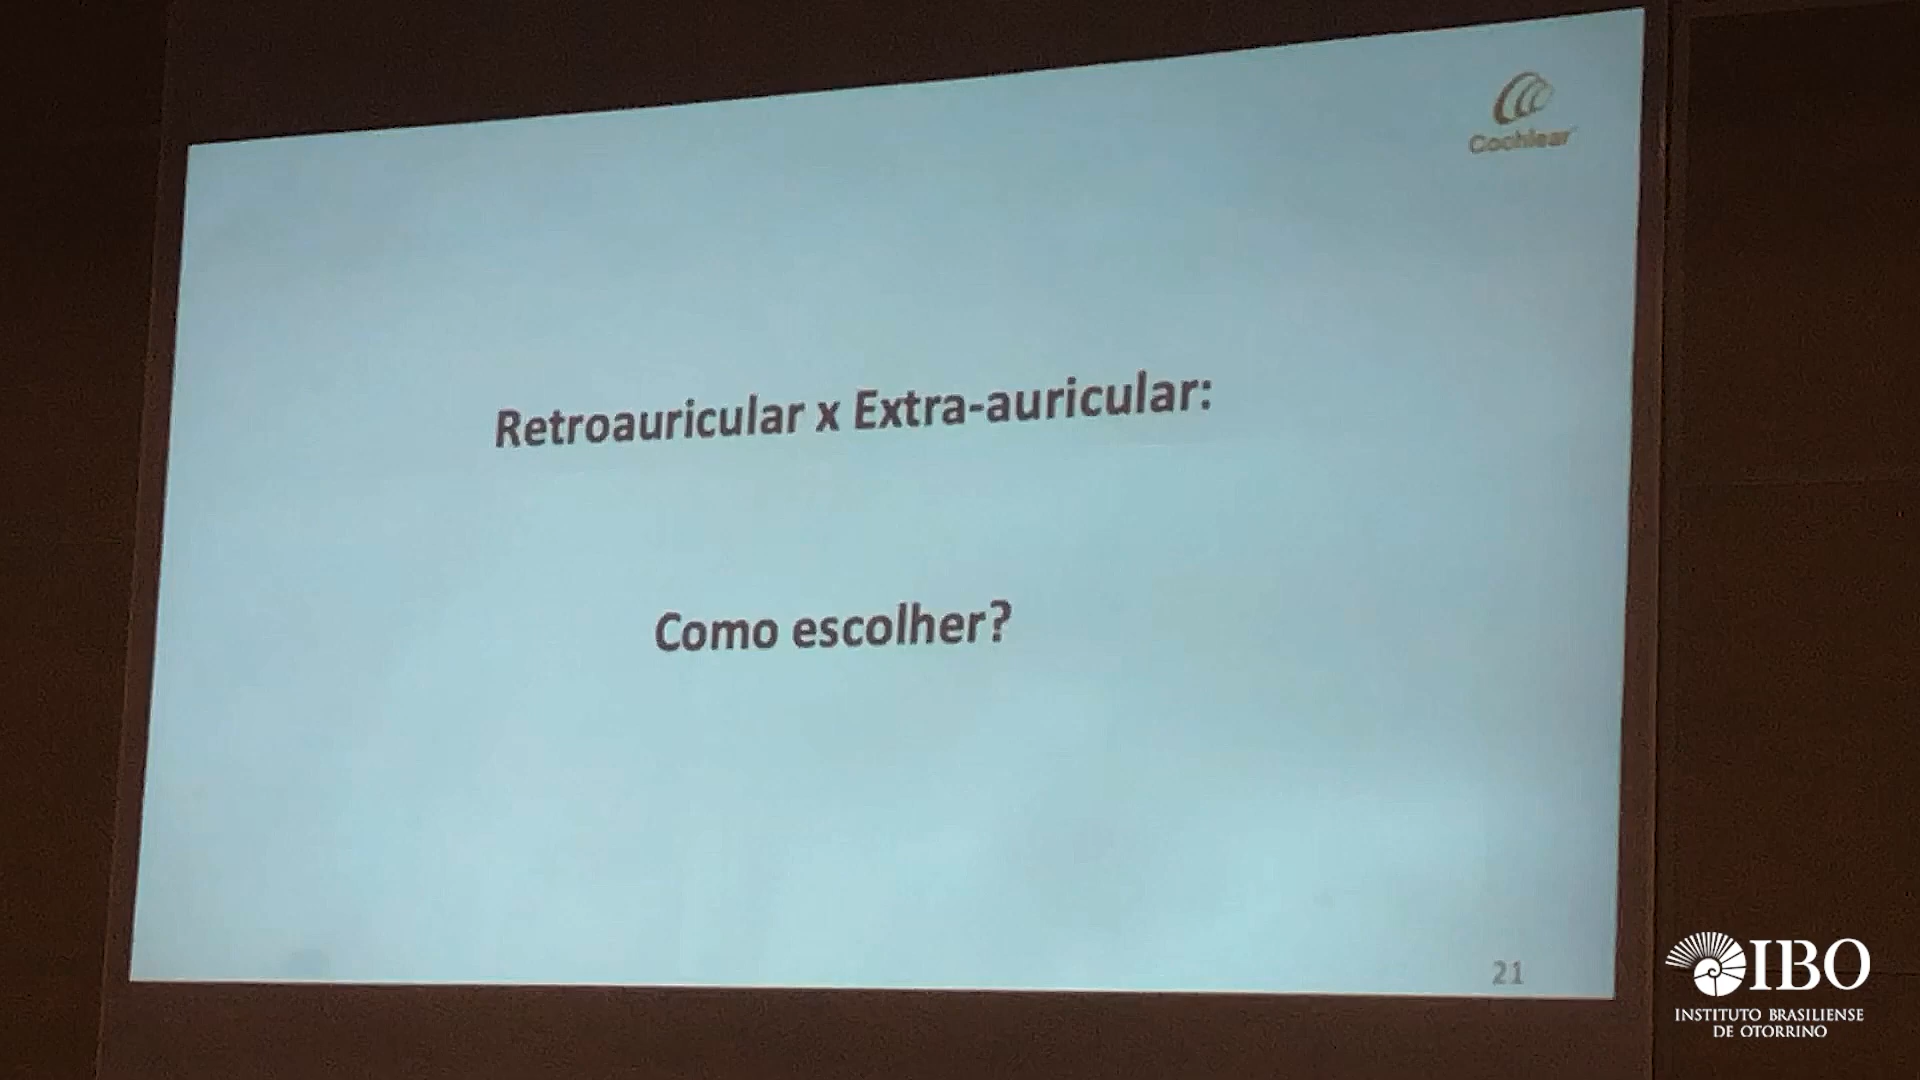 Cochlear
Retroauricular x Extra-auricular:
Como escolher?
21
IBO
INSTITUTO BRASILIENSE
DE OTORRINO